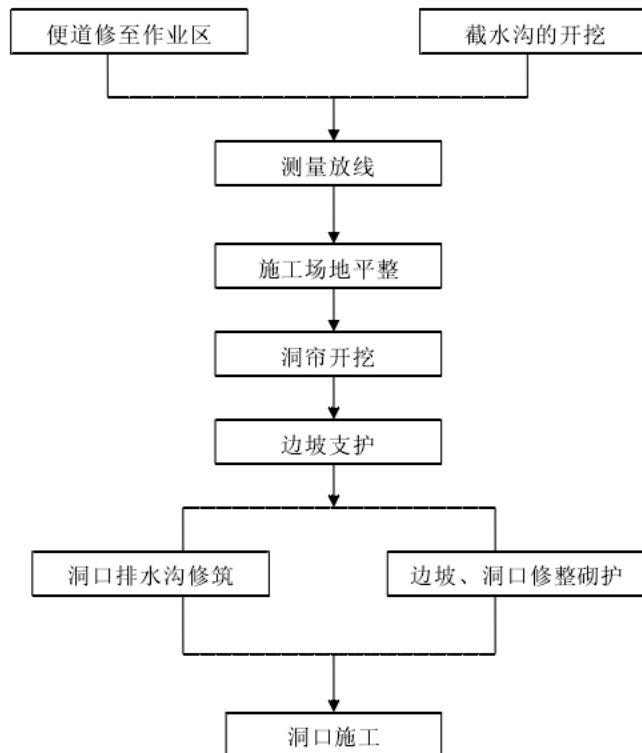 便道修至作业区
截水沟的开挖
测量放线
施工场地平整
洞帘开挖
边坡支护
洞口排水沟修筑
边坡、洞口修整砌护
洞口施工